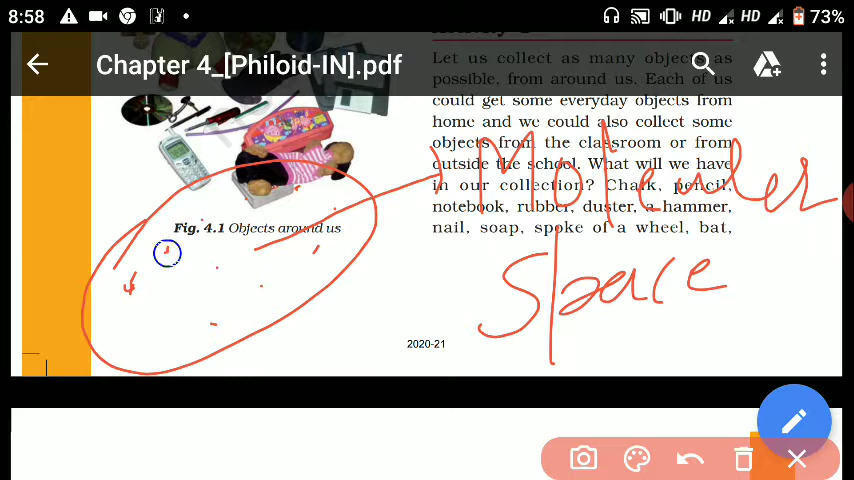 8:58 HD HD 73%
Chapter 4_[Philoid-IN].pdf
Fig. 4.1 Objects around us
Let us collect as many objects as
possible, from around us. Each of us
could get some everyday objects from
home and we could also collect some
objects from the classroom or from
outside the school. What will we have
in our collection? Chalk, pencil,
notebook, rubber, duster, a hammer,
nail, soap, spoke of a wheel, bat,
2020-21